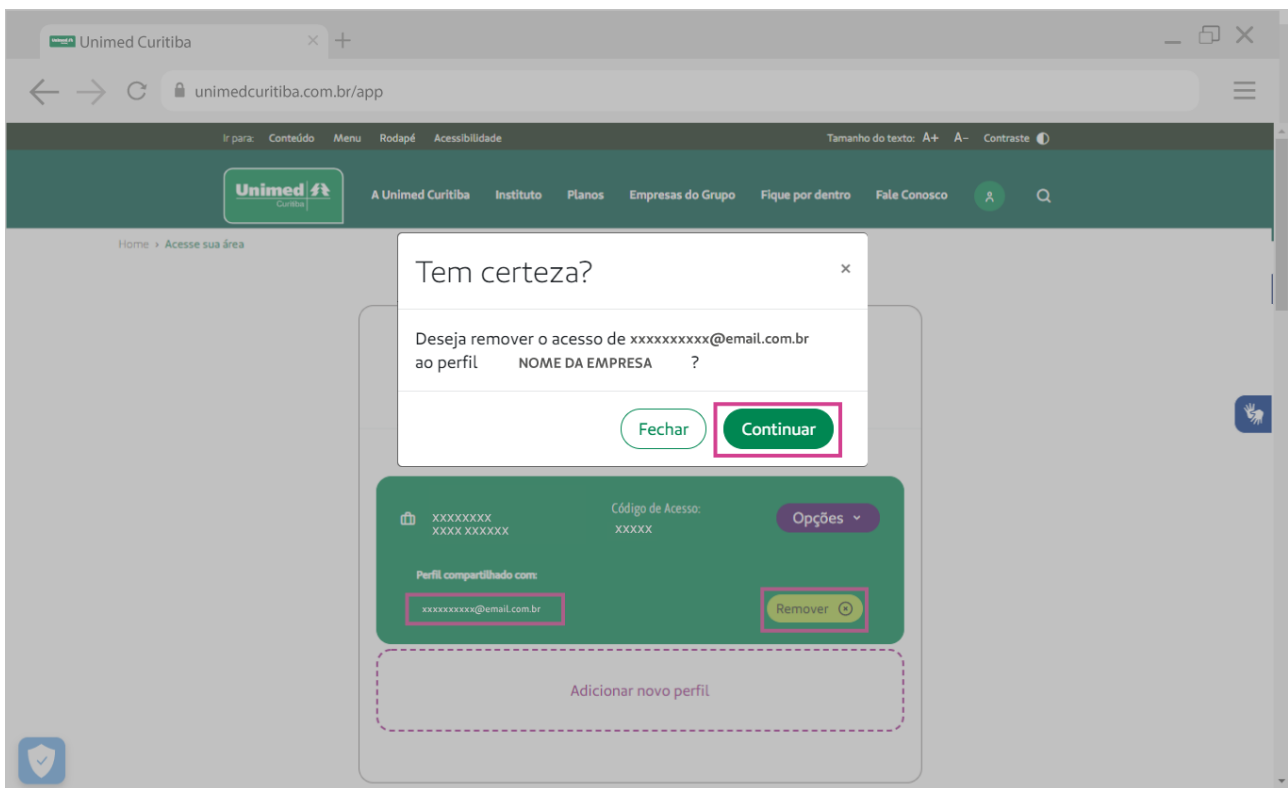 Unimed Curitiba
unimedcuritiba.com.br/app
Ir para: Conteúdo Menu Rodapé Acessibilidade Tamanho do texto: A+ A- Contraste
Unimed
Curitiba
A Unimed Curitiba Instituto Planos Empresas do Grupo Fique por dentro Fale Conosco
Home › Acesse sua área
Tem certeza? ×
Deseja remover o acesso de xxxxxxxxxx@email.com.br
ao perfil NOME DA EMPRESA ?
Fechar Continuar
xxxxxxxx
xxxx xxxxxx
Código de Acesso:
xxxxx
Opções
Perfil compartilhado com:
xxxxxxxxxx@email.com.br
Remover
Adicionar novo perfil